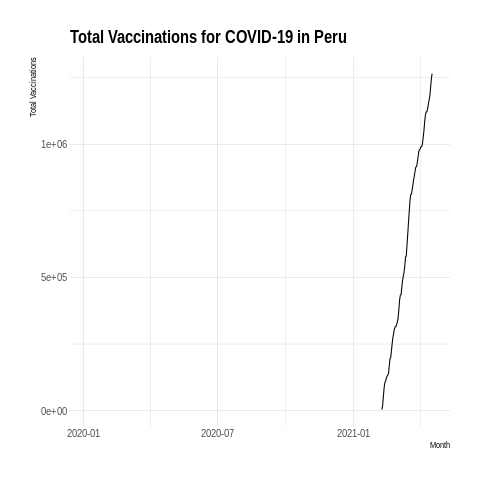 Total Vaccinations for COVID-19 in Peru
Total Vaccinations
1e+06
5e+05
0e+00
2020-01 2020-07 2021-01
Month